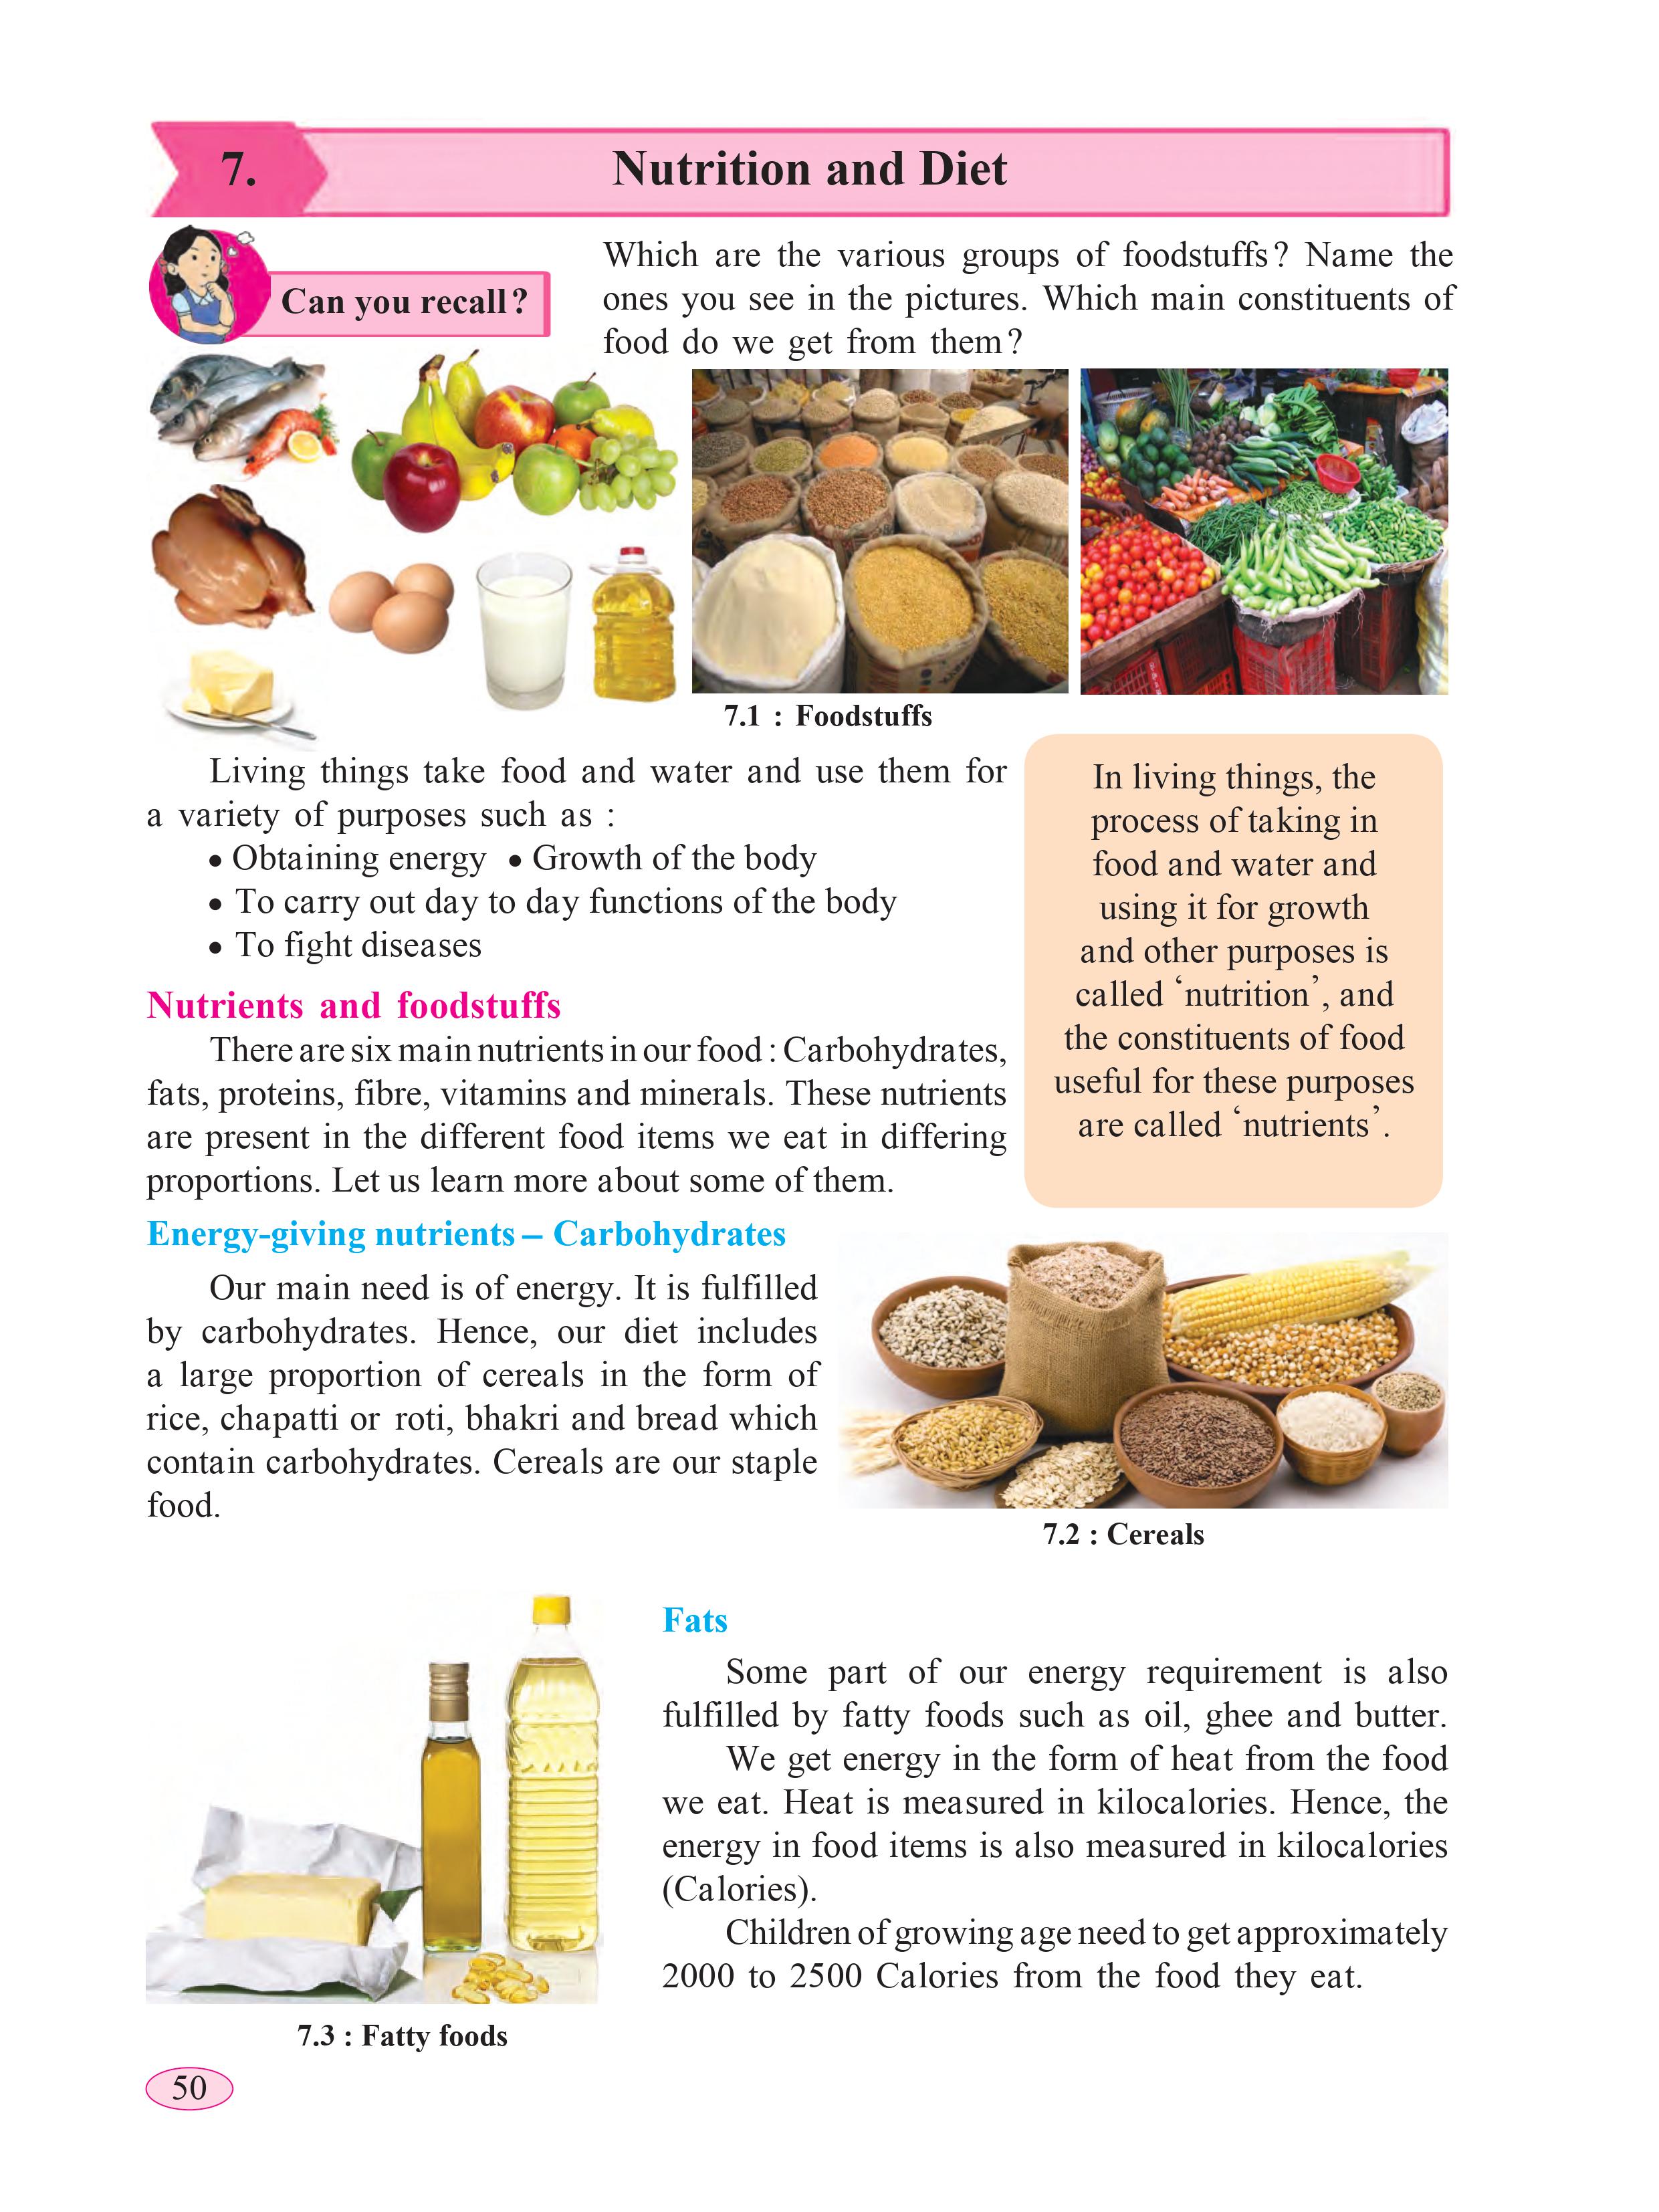 7.
Nutrition and Diet
Can you recall?
Which are the various groups of foodstuffs? Name the
ones you see in the pictures. Which main constituents of
food do we get from them?
7.1 : Foodstuffs
Living things take food and water and use them for
a variety of purposes such as :
• Obtaining energy • Growth of the body
• To carry out day to day functions of the body
• To fight diseases
In living things, the
process of taking in
food and water and
using it for growth
and other purposes is
called ‘nutrition’, and
the constituents of food
useful for these purposes
are called ‘nutrients’.
Nutrients and foodstuffs
There are six main nutrients in our food : Carbohydrates,
fats, proteins, fibre, vitamins and minerals. These nutrients
are present in the different food items we eat in differing
proportions. Let us learn more about some of them.
Energy-giving nutrients – Carbohydrates
Our main need is of energy. It is fulfilled
by carbohydrates. Hence, our diet includes
a large proportion of cereals in the form of
rice, chapatti or roti, bhakri and bread which
contain carbohydrates. Cereals are our staple
food.
7.2 : Cereals
Fats
Some part of our energy requirement is also
fulfilled by fatty foods such as oil, ghee and butter.
We get energy in the form of heat from the food
we eat. Heat is measured in kilocalories. Hence, the
energy in food items is also measured in kilocalories
(Calories).
Children of growing age need to get approximately
2000 to 2500 Calories from the food they eat.
7.3 : Fatty foods
50